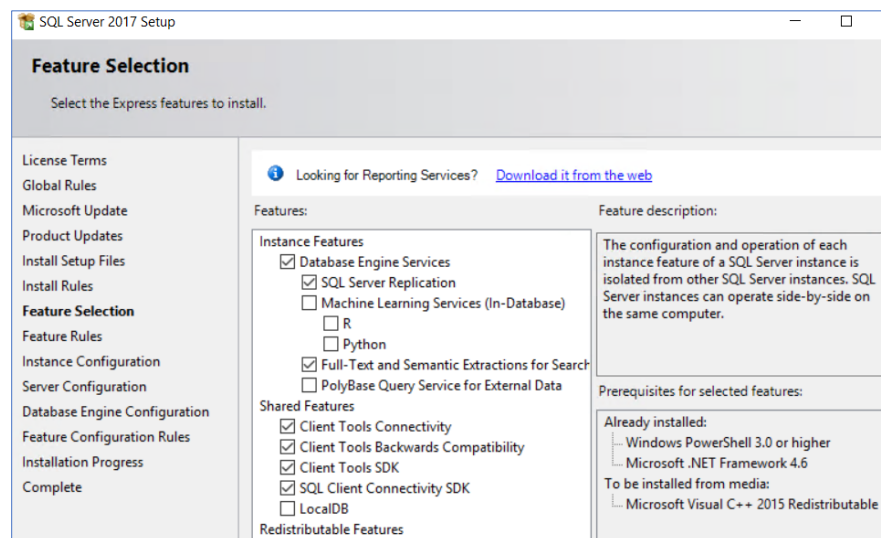 SQL Server 2017 Setup
Feature Selection
Select the Express features to install.
License Terms
Global Rules
Microsoft Update
Product Updates
Install Setup Files
Install Rules
Feature Selection
Feature Rules
Instance Configuration
Server Configuration
Database Engine Configuration
Feature Configuration Rules
Installation Progress
Complete
Looking for Reporting Services? Download it from the web
Features:
Instance Features
Database Engine Services
SQL Server Replication
Machine Learning Services (In-Database)
R
Python
Full-Text and Semantic Extractions for Search
PolyBase Query Service for External Data
Shared Features
Client Tools Connectivity
Client Tools Backwards Compatibility
Client Tools SDK
SQL Client Connectivity SDK
LocalDB
Redistributable Features
Feature description:
The configuration and operation of each
instance feature of a SQL Server instance is
isolated from other SQL Server instances. SQL
Server instances can operate side-by-side on
the same computer.
Prerequisites for selected features:
Already installed:
Windows PowerShell 3.0 or higher
Microsoft .NET Framework 4.6
To be installed from media:
Microsoft Visual C++ 2015 Redistributable